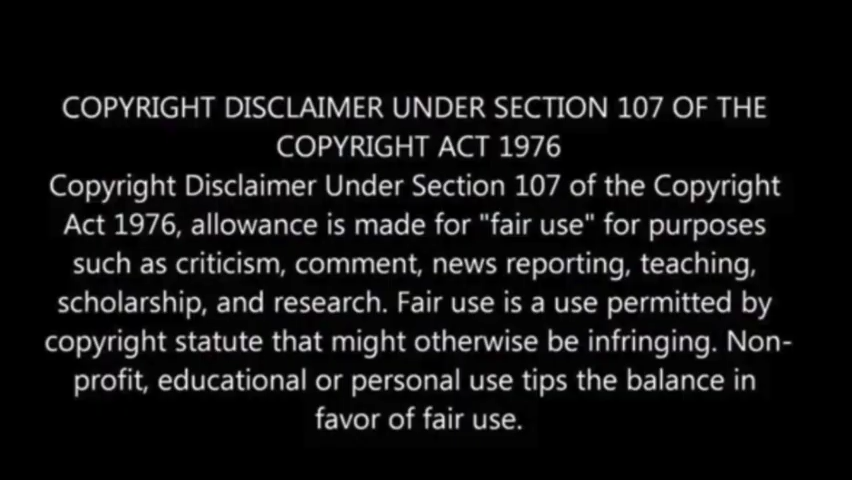 COPYRIGHT DISCLAIMER UNDER SECTION 107 OF THE
COPYRIGHT ACT 1976
Copyright Disclaimer Under Section 107 of the Copyright
Act 1976, allowance is made for "fair use" for purposes
such as criticism, comment, news reporting, teaching,
scholarship, and research. Fair use is a use permitted by
copyright statute that might otherwise be infringing. Non-
profit, educational or personal use tips the balance in
favor of fair use.